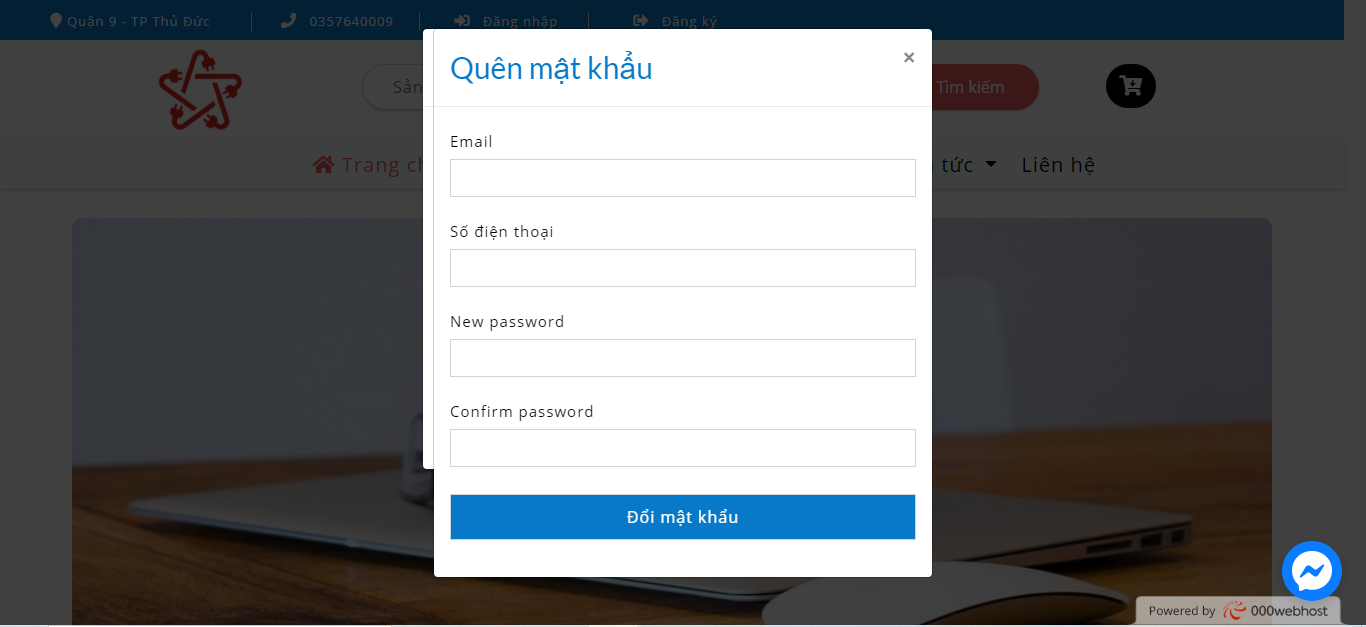 Quận 9 - TP Thủ Đức
0357640009
Đăng nhập
Đăng ký
Quên mật khẩu
×
Sản
Tìm kiếm
Trang ch
tức
Liên hệ
Email
Số điện thoại
New password
Confirm password
Đổi mật khẩu
Powered by 000webhost